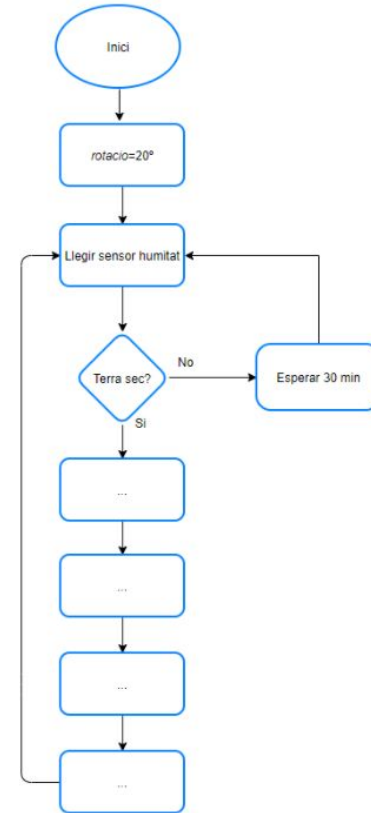 Inici
rotacio=20º
Llegir sensor humitat
No
Terra sec?
Esperar 30 min
Si
...
...
...
...